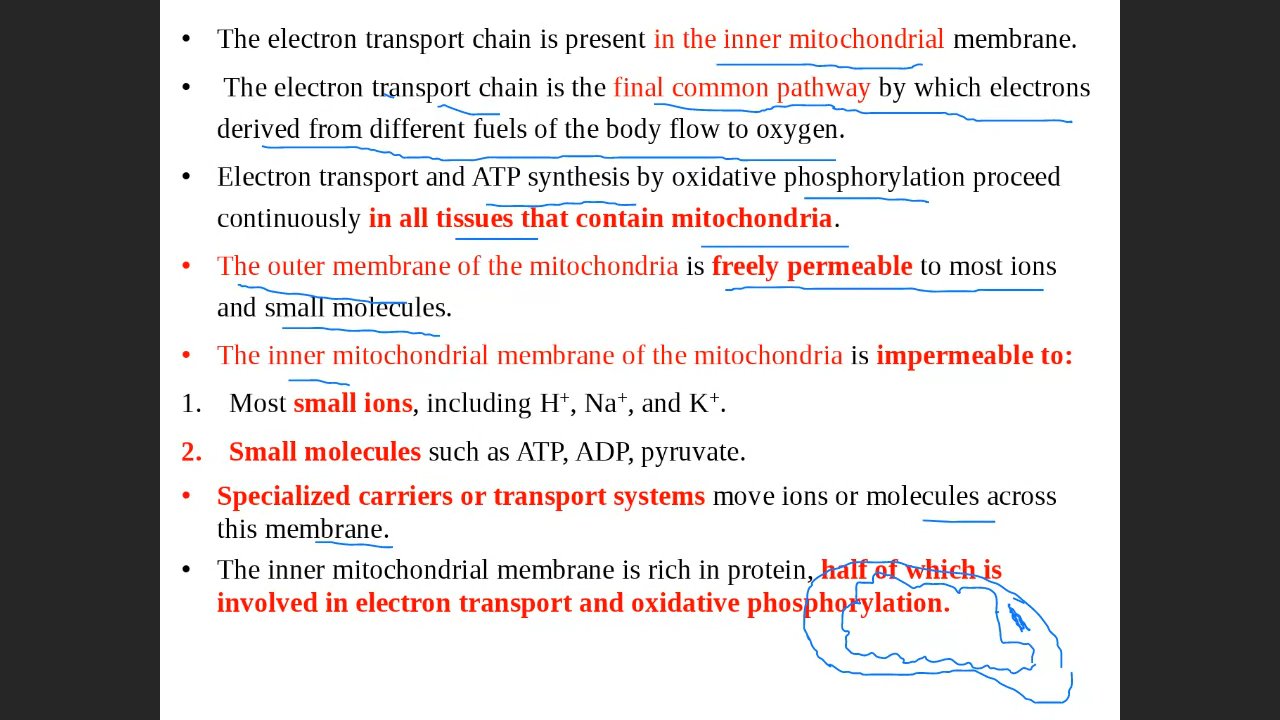 • The electron transport chain is present in the inner mitochondrial membrane.
• The electron transport chain is the final common pathway by which electrons
derived from different fuels of the body flow to oxygen.
• Electron transport and ATP synthesis by oxidative phosphorylation proceed
continuously in all tissues that contain mitochondria.
• The outer membrane of the mitochondria is freely permeable to most ions
and small molecules.
• The inner mitochondrial membrane of the mitochondria is impermeable to:
1. Most small ions, including H⁺, Na⁺, and K⁺.
2. Small molecules such as ATP, ADP, pyruvate.
• Specialized carriers or transport systems move ions or molecules across
this membrane.
• The inner mitochondrial membrane is rich in protein, half of which is
involved in electron transport and oxidative phosphorylation.